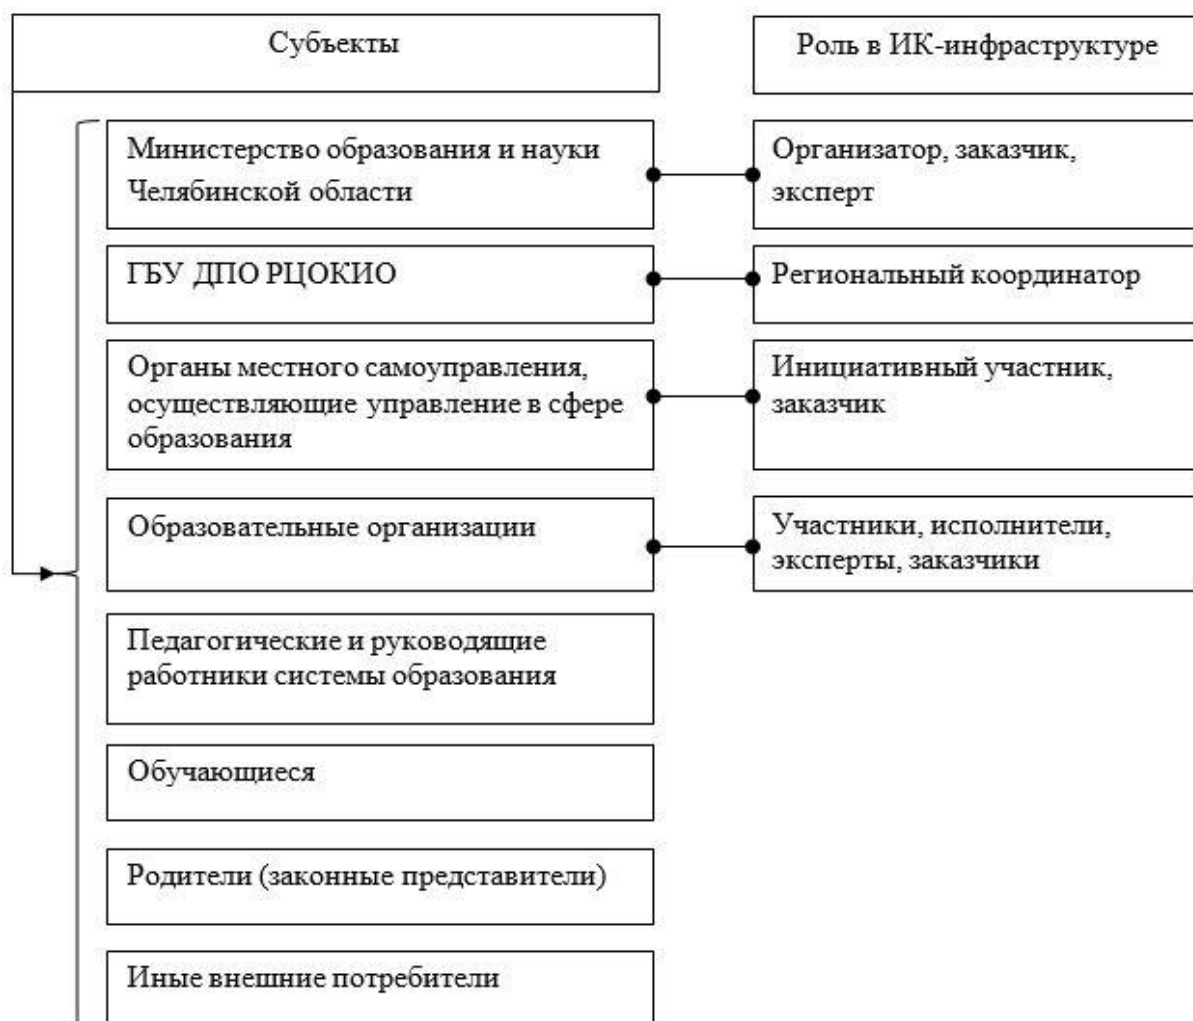 Субъекты
Роль в ИК-инфраструктуре
Министерство образования и науки
Челябинской области
Организатор, заказчик,
эксперт
ГБУ ДПО РЦОКИО
Региональный координатор
Органы местного самоуправления,
осуществляющие управление в сфере
образования
Инициативный участник,
заказчик
Образовательные организации
Участники, исполнители,
эксперты, заказчики
Педагогические и руководящие
работники системы образования
Обучающиеся
Родители (законные представители)
Иные внешние потребители